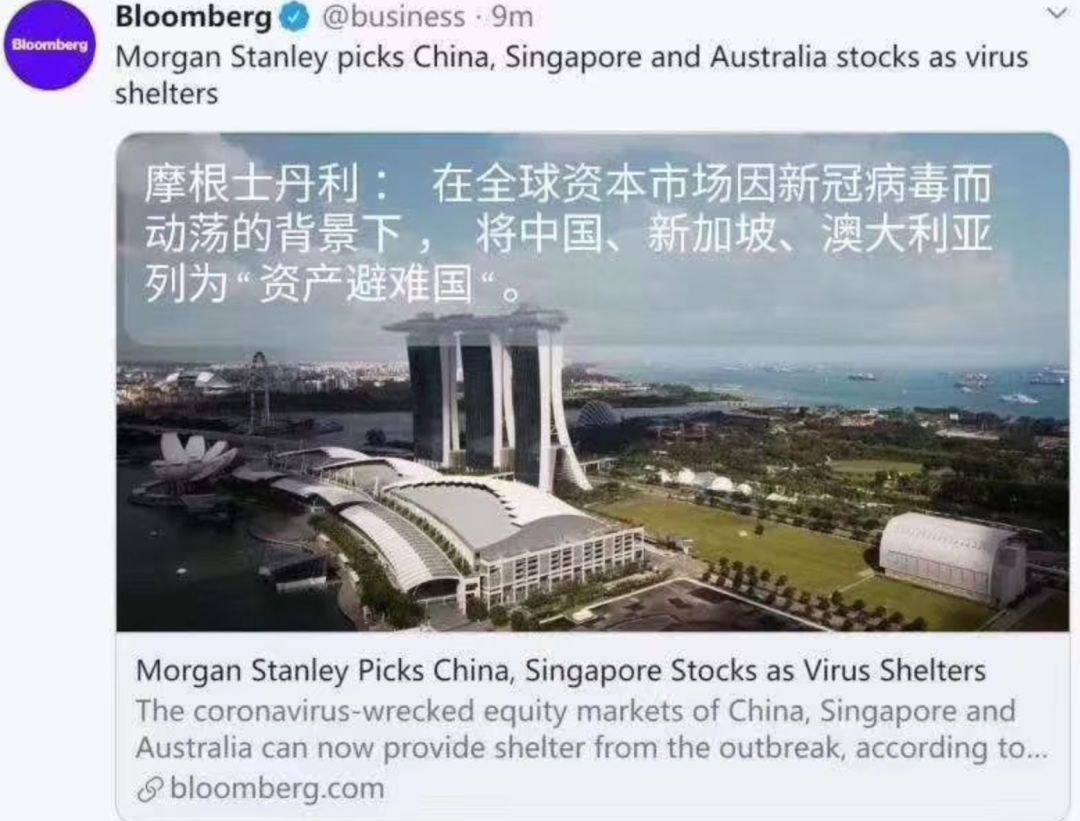 Bloomberg
Bloomberg @business · 9m
Morgan Stanley picks China, Singapore and Australia stocks as virus
shelters
摩根士丹利： 在全球资本市场因新冠病毒而
动荡的背景下， 将中国、新加坡、澳大利亚
列为“资产避难国“。
Morgan Stanley Picks China, Singapore Stocks as Virus Shelters
The coronavirus-wrecked equity markets of China, Singapore and
Australia can now provide shelter from the outbreak, according to...
bloomberg.com